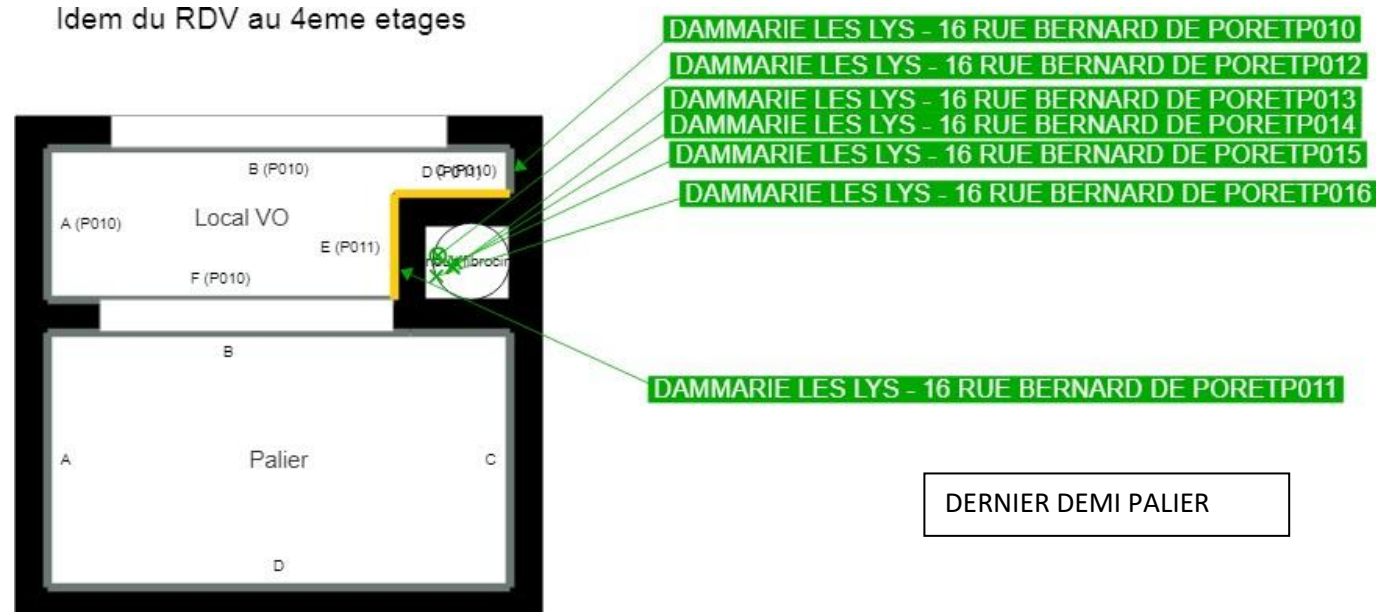 Idem du RDV au 4eme etages
DAMMARIE LES LYS - 16 RUE BERNARD DE PORETP010
DAMMARIE LES LYS - 16 RUE BERNARD DE PORETP012
DAMMARIE LES LYS - 16 RUE BERNARD DE PORETP013
DAMMARIE LES LYS - 16 RUE BERNARD DE PORETP014
DAMMARIE LES LYS - 16 RUE BERNARD DE PORETP015
DAMMARIE LES LYS - 16 RUE BERNARD DE PORETP016
B (P010)
A (P010)
Local VO
E (P011)
F (P010)
DAMMARIE LES LYS - 16 RUE BERNARD DE PORETP011
B
A
Palier
C
D
DERNIER DEMI PALIER